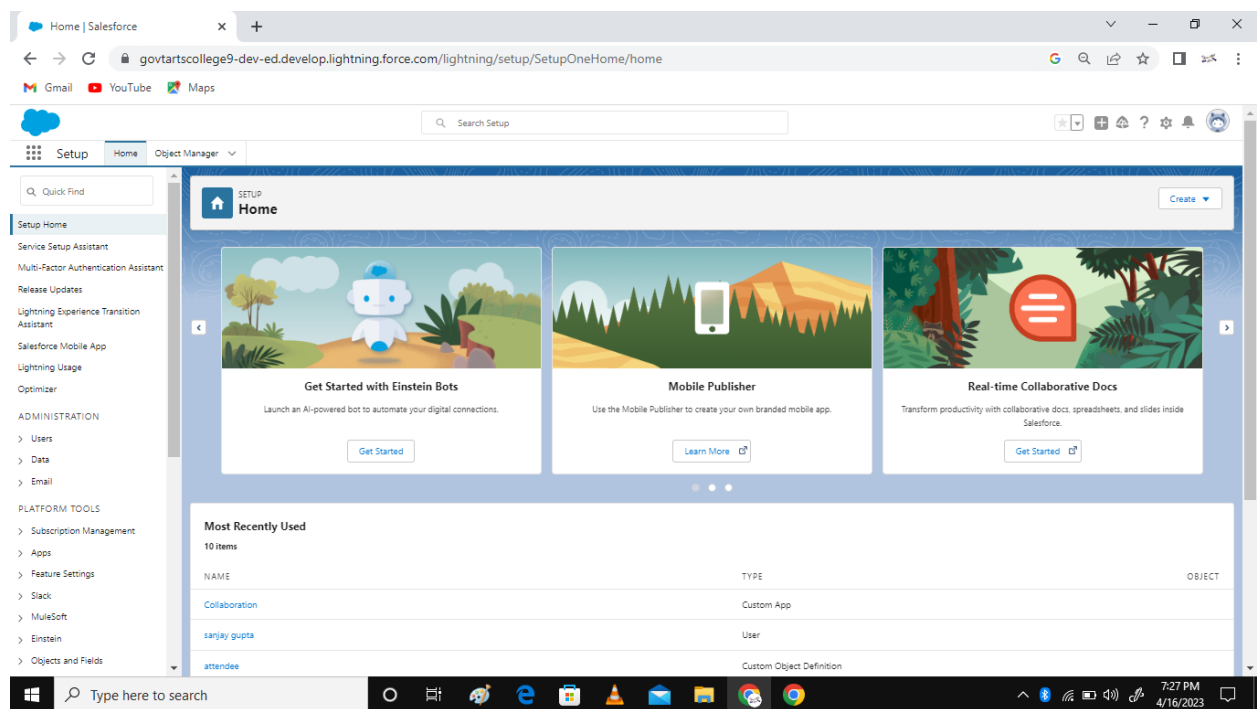 Home | Salesforce
govtartscollege9-dev-ed.develop.lightning.force.com/lightning/setup/SetupOneHome/home
Gmail YouTube Maps
Search Setup
Setup Home Object Manager
Quick Find
SETUP
Home
Create
Setup Home
Service Setup Assistant
Multi-Factor Authentication Assistant
Release Updates
Lightning Experience Transition
Assistant
Salesforce Mobile App
Lightning Usage
Optimizer
ADMINISTRATION
Users
Data
Email
PLATFORM TOOLS
Subscription Management
Apps
Feature Settings
Slack
MuleSoft
Einstein
Objects and Fields
Get Started with Einstein Bots
Launch an AI-powered bot to automate your digital connections.
Get Started
Mobile Publisher
Use the Mobile Publisher to create your own branded mobile app.
Learn More
Real-time Collaborative Docs
Transform productivity with collaborative docs, spreadsheets, and slides inside
Salesforce.
Get Started
Most Recently Used
10 items
NAME TYPE OBJECT
Collaboration Custom App
sanjay gupta User
attendee Custom Object Definition
Type here to search
7:27 PM
4/16/2023